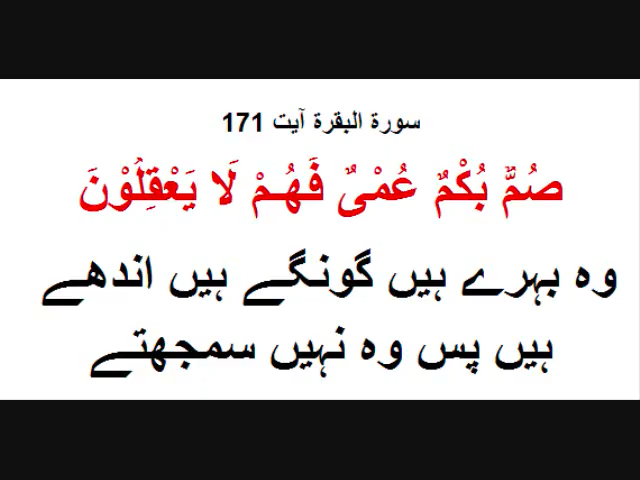 سورة البقرة آیت 171
صُمٌّ بُكْمٌ عُمْىٌ فَهُمْ لَا يَعْقِلُوْنَ
وہ بہرے ہیں گونگے ہیں اندھے
ہیں پس وہ نہیں سمجھتے